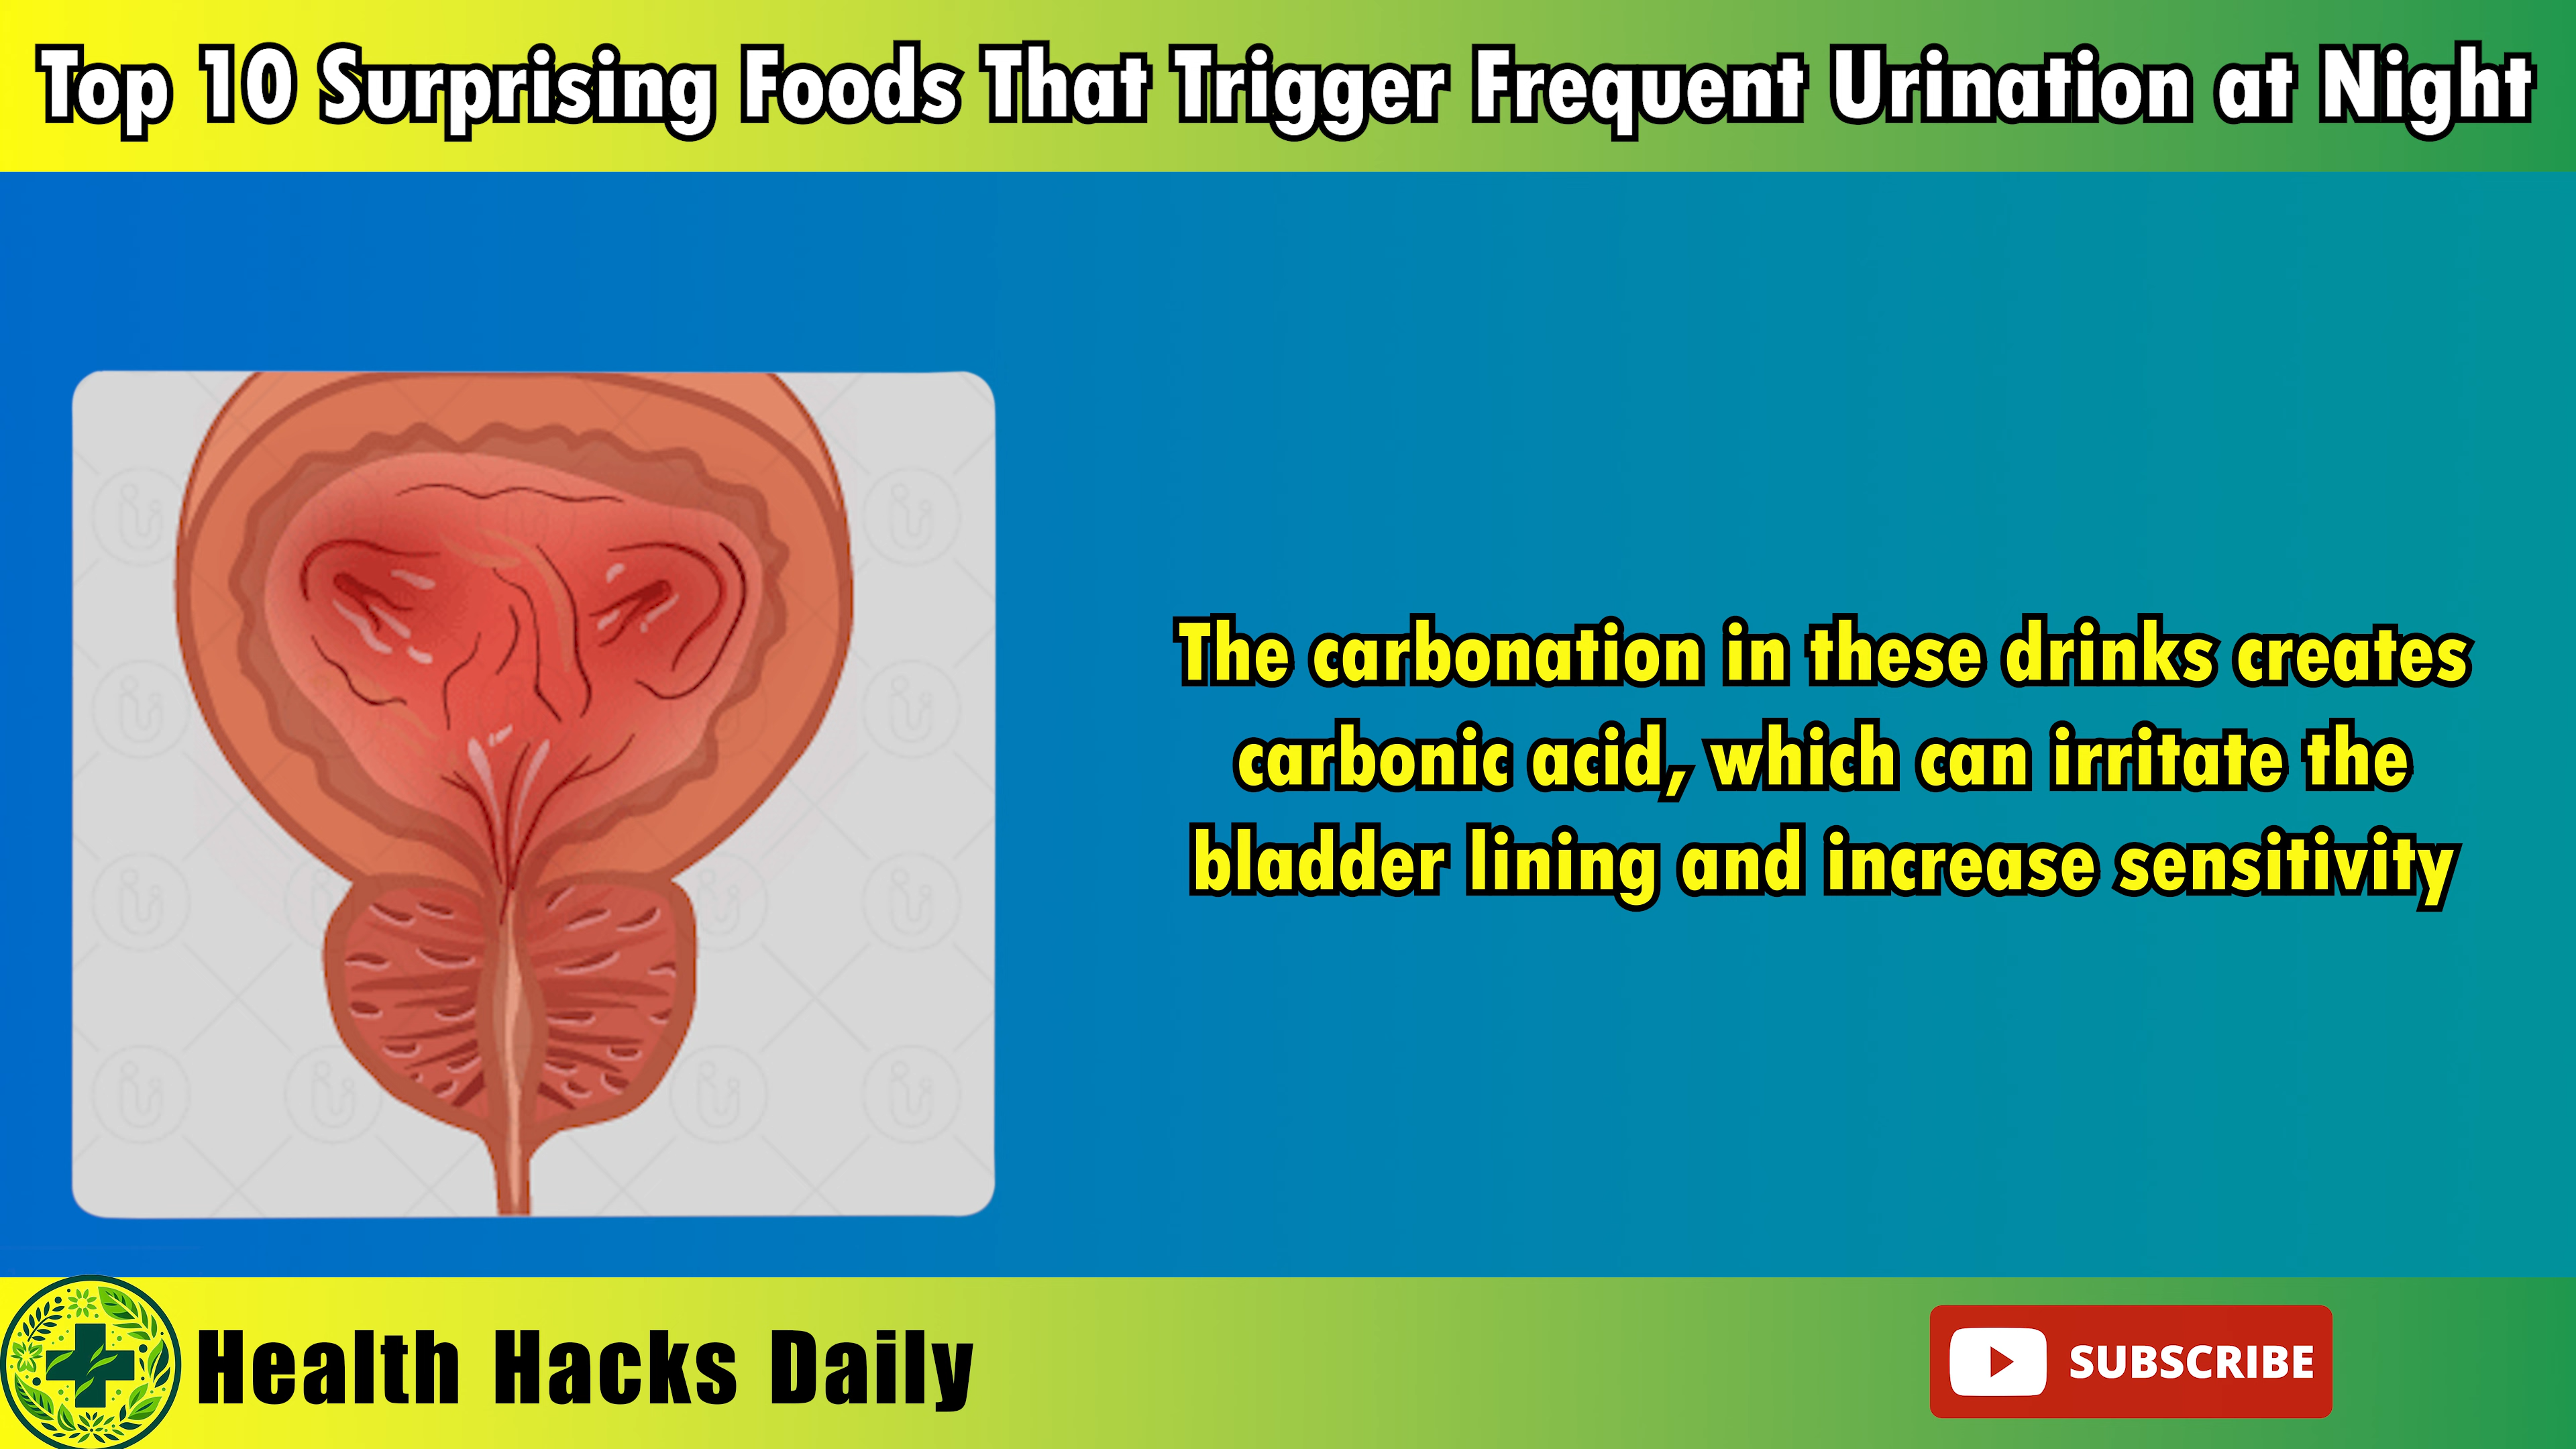 Top 10 Surprising Foods That Trigger Frequent Urination at Night
The carbonation in these drinks creates
carbonic acid, which can irritate the
bladder lining and increase sensitivity
Health Hacks Daily
SUBSCRIBE